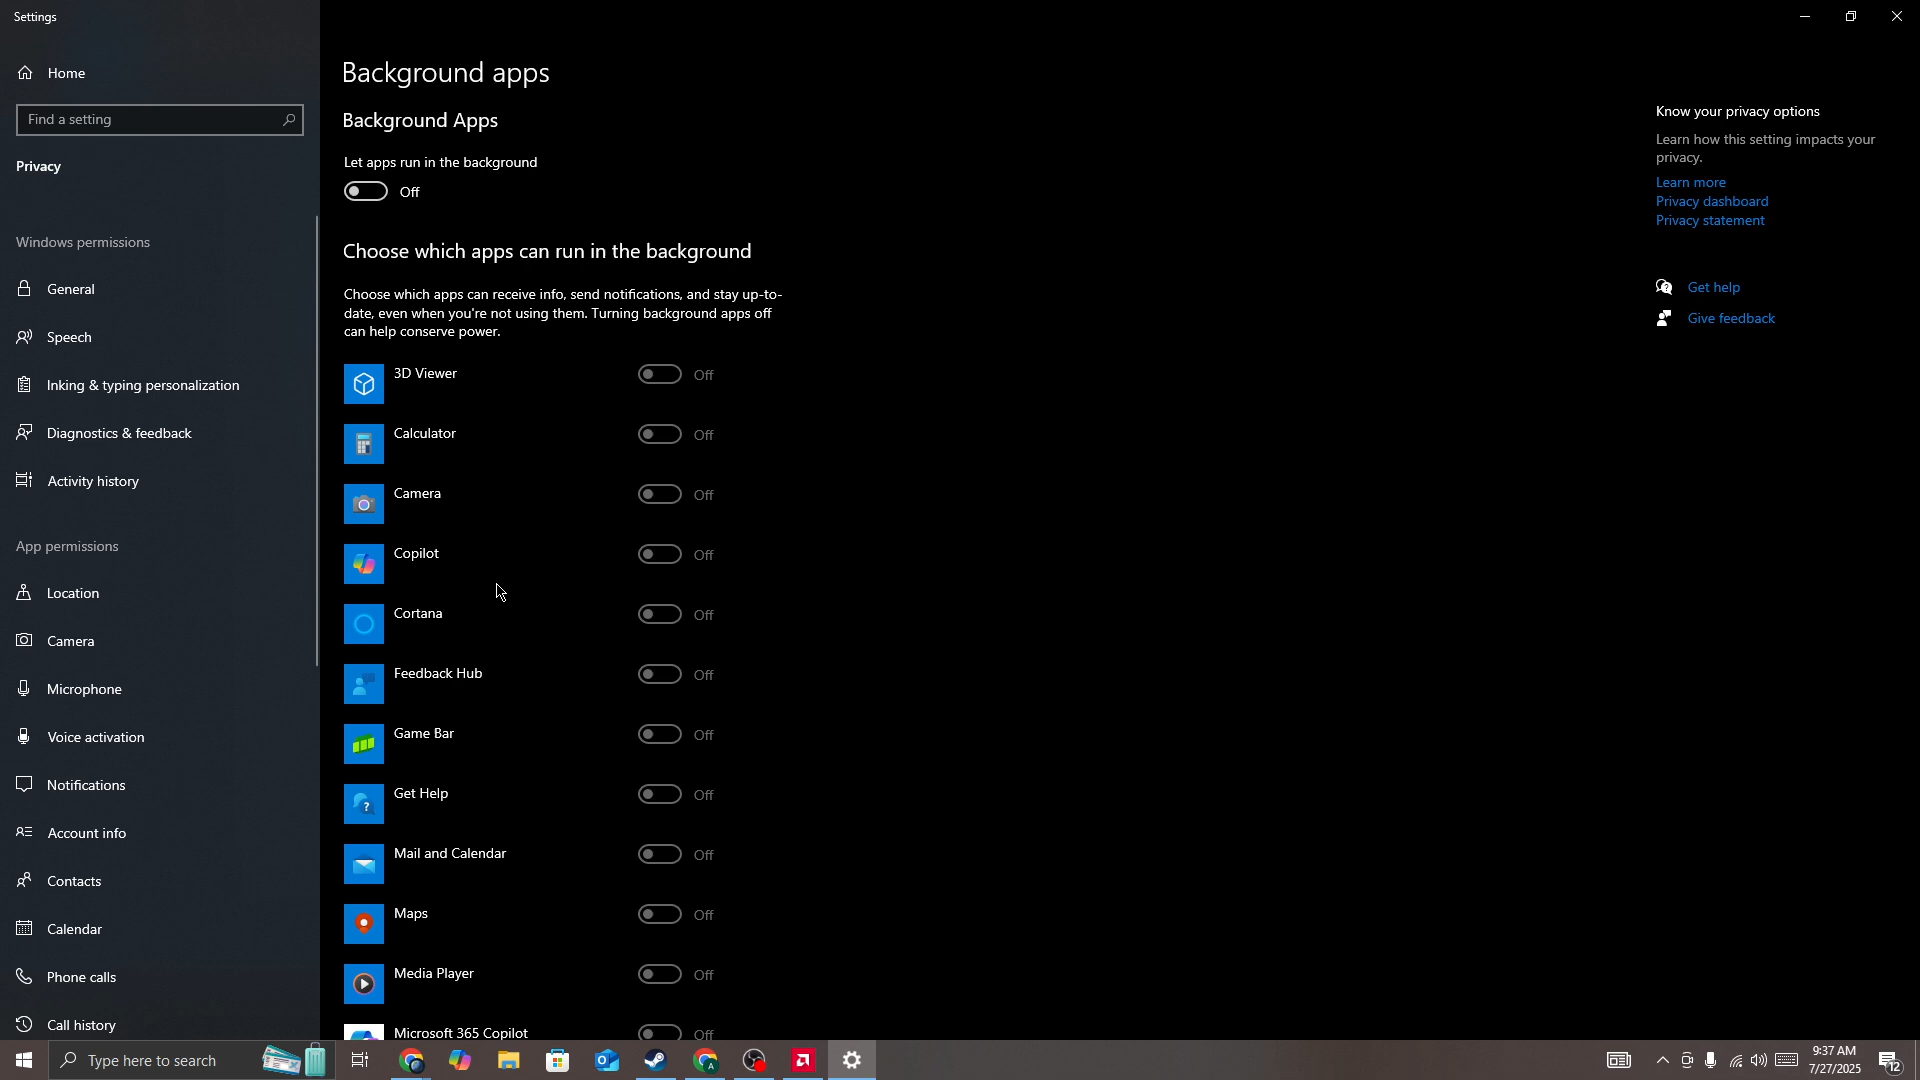 Settings
Home
Find a setting
Privacy
Windows permissions
General
Speech
Inking & typing personalization
Diagnostics & feedback
Activity history
App permissions
Location
Camera
Microphone
Voice activation
Notifications
Account info
Contacts
Calendar
Phone calls
Call history
Background apps
Background Apps
Let apps run in the background
Off
Choose which apps can run in the background
Choose which apps can receive info, send notifications, and stay up-to-
date, even when you're not using them. Turning background apps off
can help conserve power.
3D Viewer Off
Calculator Off
Camera Off
Copilot Off
Cortana Off
Feedback Hub Off
Game Bar Off
Get Help Off
Mail and Calendar Off
Maps Off
Media Player Off
Microsoft 365 Copilot Off
Know your privacy options
Learn how this setting impacts your
privacy.
Learn more
Privacy dashboard
Privacy statement
Get help
Give feedback
Type here to search
A
9:37 AM
7/27/2025
12